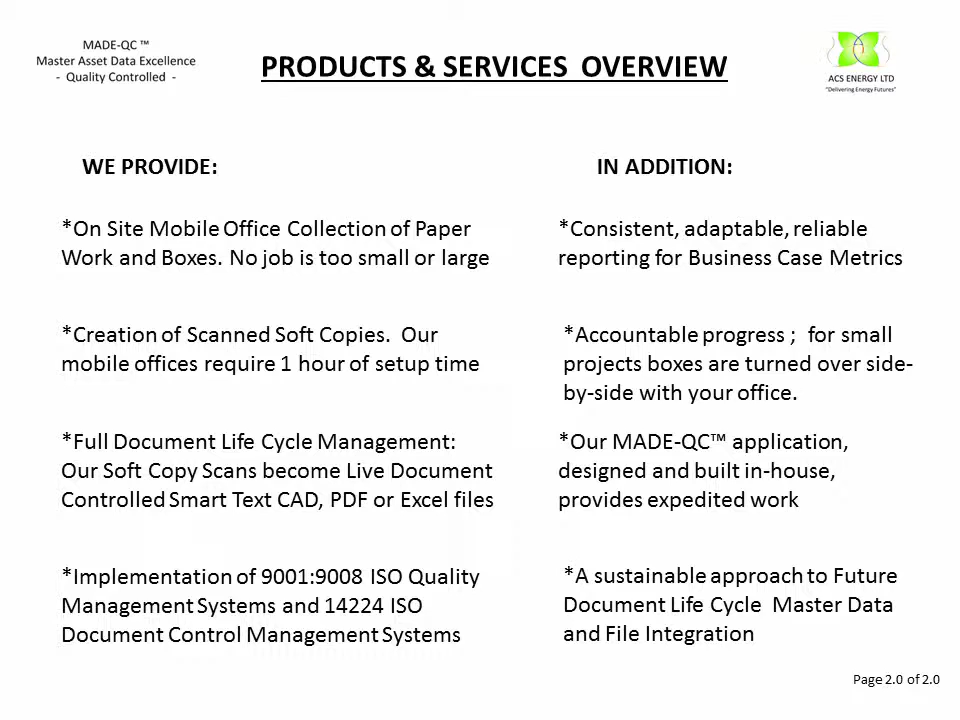 MADE-QC ™
Master Asset Data Excellence
- Quality Controlled -
PRODUCTS & SERVICES OVERVIEW
ACS ENERGY LTD
"Delivering Energy Futures"
WE PROVIDE:
*On Site Mobile Office Collection of Paper
Work and Boxes. No job is too small or large
*Creation of Scanned Soft Copies. Our
mobile offices require 1 hour of setup time
*Full Document Life Cycle Management:
Our Soft Copy Scans become Live Document
Controlled Smart Text CAD, PDF or Excel files
*Implementation of 9001:9008 ISO Quality
Management Systems and 14224 ISO
Document Control Management Systems
IN ADDITION:
*Consistent, adaptable, reliable
reporting for Business Case Metrics
*Accountable progress ; for small
projects boxes are turned over side-
by-side with your office.
*Our MADE-QC™ application,
designed and built in-house,
provides expedited work
*A sustainable approach to Future
Document Life Cycle Master Data
and File Integration
Page 2.0 of 2.0